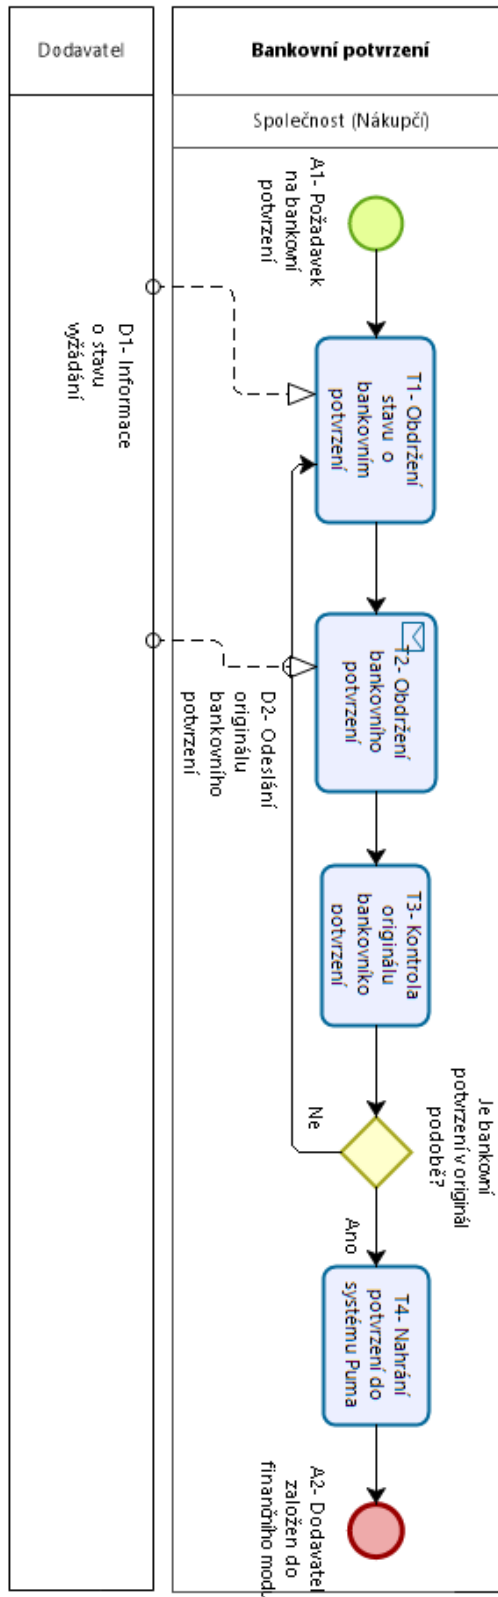 Dodavatel
Bankovní potvrzení
Společnost (Nákupčí)
A1- Požadavek
na bankovní
potvrzení
D1- Informace
o stavu
vyžádání
T1- Obdržení
stavu o
bankovním
potvrzení
T2- Obdržení
bankovního
potvrzení
D2- Odeslání
originálu
bankovního
potvrzení
T3- Kontrola
originálu
bankovníko
potvrzení
Je bankovní
potvrzení v originál
podobě?
Ne
Ano
T4- Nahrání
potvrzení do
systému Puma
A2- Dodavatel
založen do
finančního